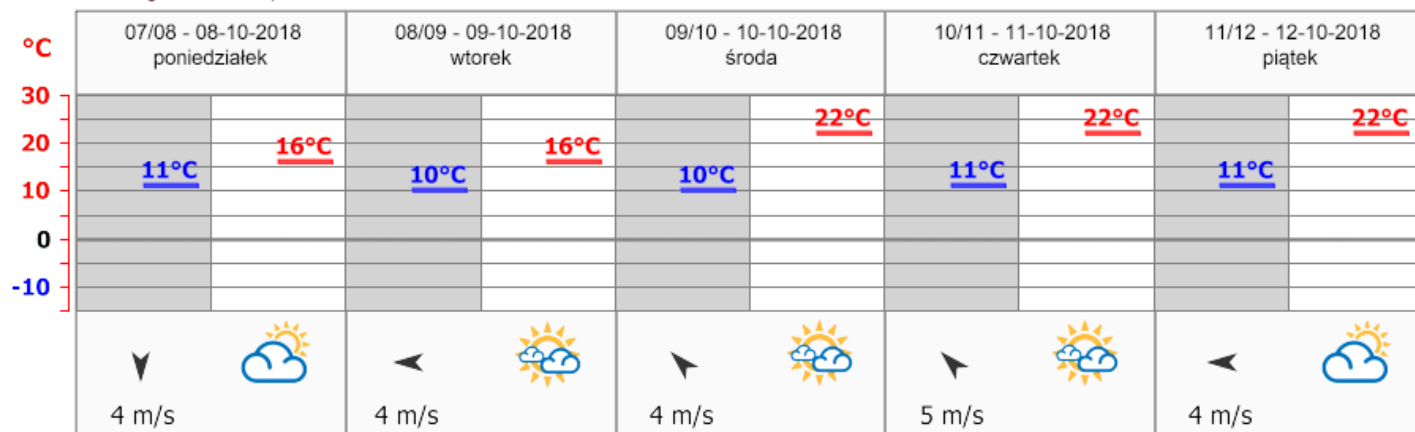 07/08 - 08-10-2018
poniedziałek
08/09 - 09-10-2018
wtorek
09/10 - 10-10-2018
środa
10/11 - 11-10-2018
czwartek
11/12 - 12-10-2018
piątek
°C
30
20
10
0
-10
11°C
16°C
10°C
16°C
10°C
22°C
11°C
22°C
11°C
22°C
4 m/s
4 m/s
4 m/s
5 m/s
4 m/s